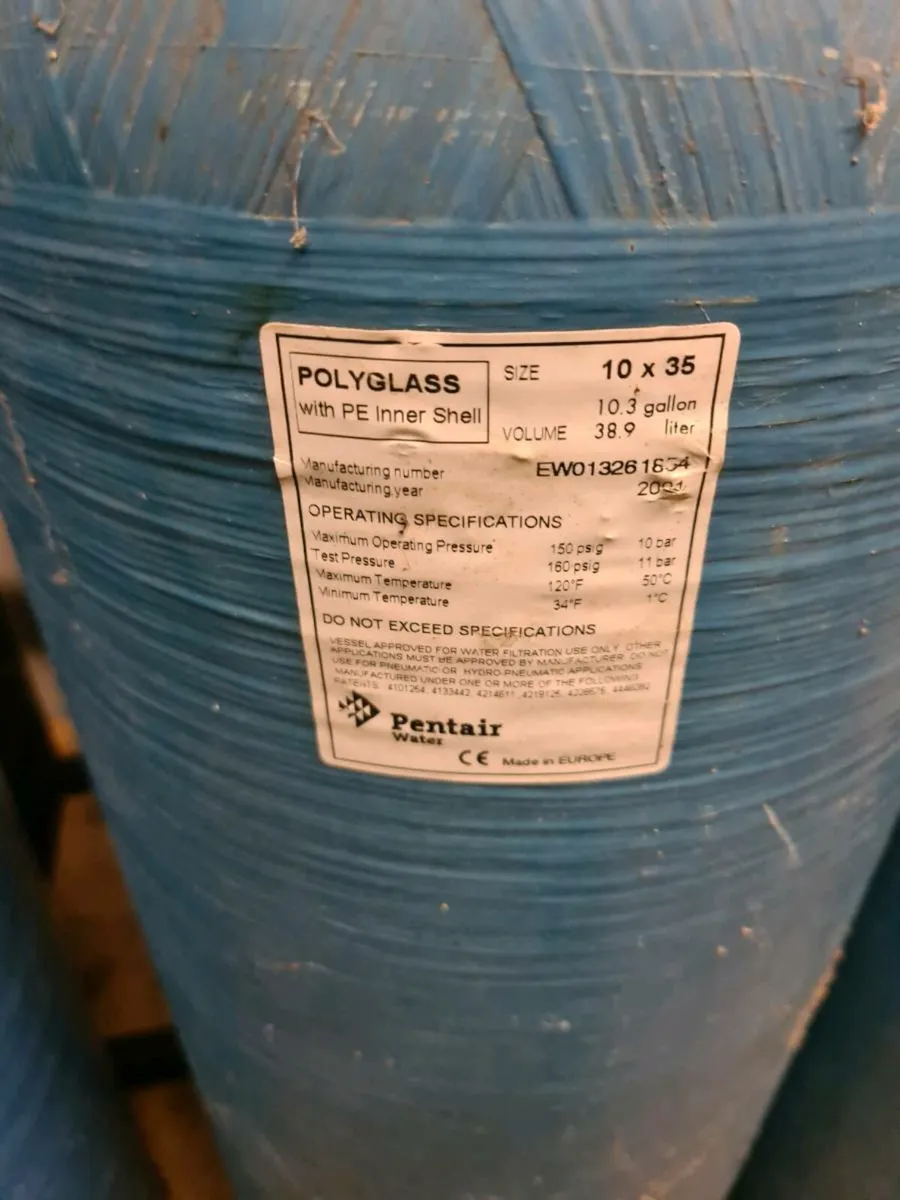 POLYGLASS
with PE Inner Shell
SIZE 10 x 35
10.3 gallon
VOLUME 38.9 liter
Manufacturing number
Manufacturing year
OPERATING SPECIFICATIONS
Maximum Operating Pressure 150 psig 10 bar
Test Pressure 160 psig 11 bar
Maximum Temperature 120°F 50°C
Minimum Temperature 34°F 1°C
DO NOT EXCEED SPECIFICATIONS
VESSEL APPROVED FOR WATER FILTRATION USE ONLY. OTHER
APPLICATIONS MUST BE APPROVED BY MANUFACTURER. DO NOT
USE FOR PNEUMATIC OR HYDRO-PNEUMATIC APPLICATIONS
MANUFACTURED UNDER ONE OR MORE OF THE FOLLOWING
PATENTS 4101264, 4133442, 4214611,
Pentair
Water
CE Made in EUROPE